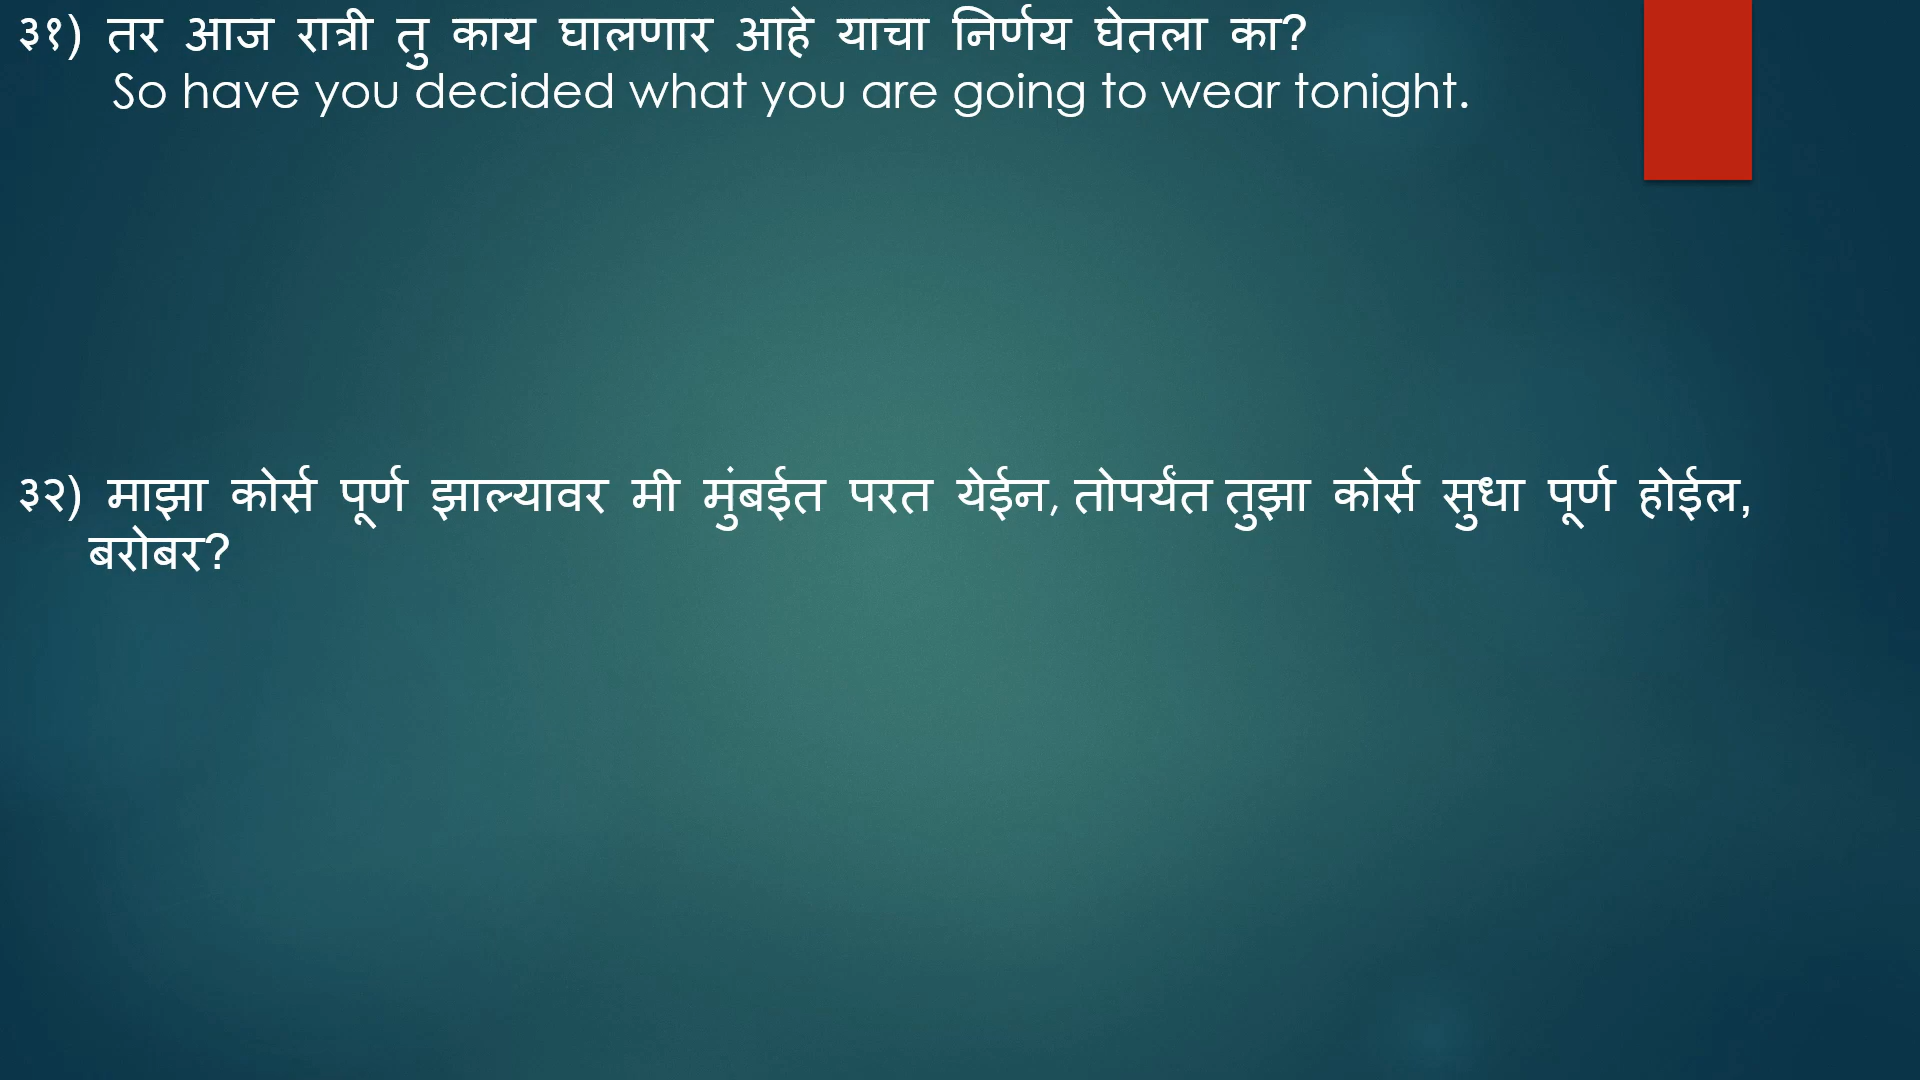 ३१) तर आज रात्री तु काय घालणार आहे याचा निर्णय घेतला का?
So have you decided what you are going to wear tonight.
३२) माझा कोर्स पूर्ण झाल्यावर मी मुंबईत परत येईन, तोपर्यंत तुझा कोर्स सुधा पूर्ण होईल,
बरोबर?